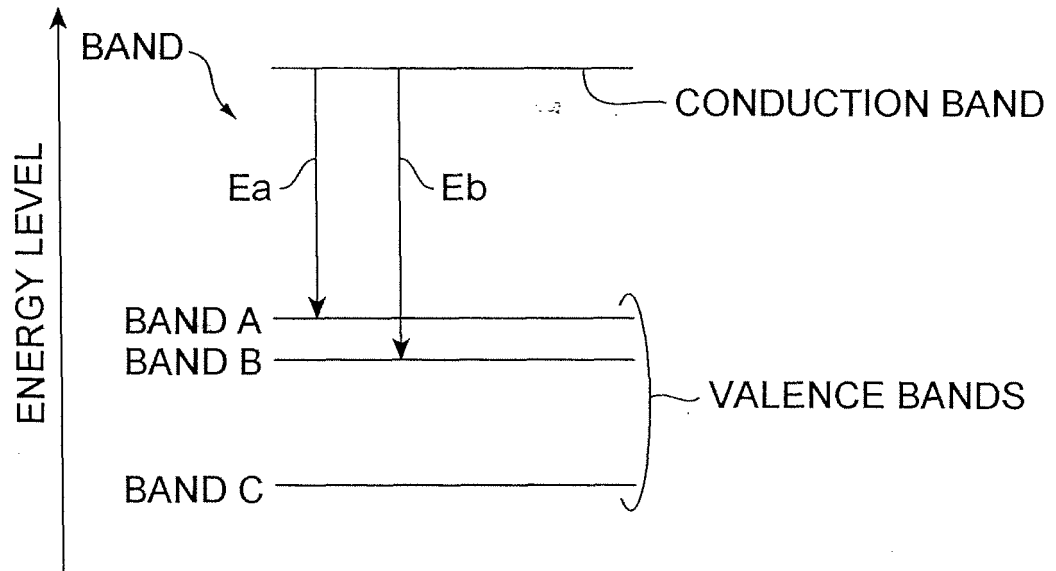 BAND
CONDUCTION BAND
Ea
Eb
ENERGY LEVEL
BAND A
BAND B
VALENCE BANDS
BAND C